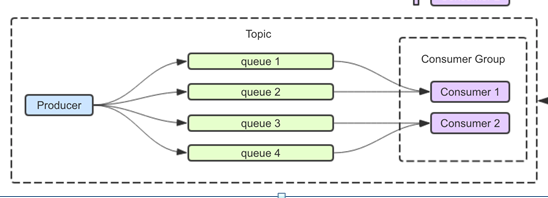 Topic
queue 1
Consumer Group
queue 2
Consumer 1
Producer
queue 3
Consumer 2
queue 4